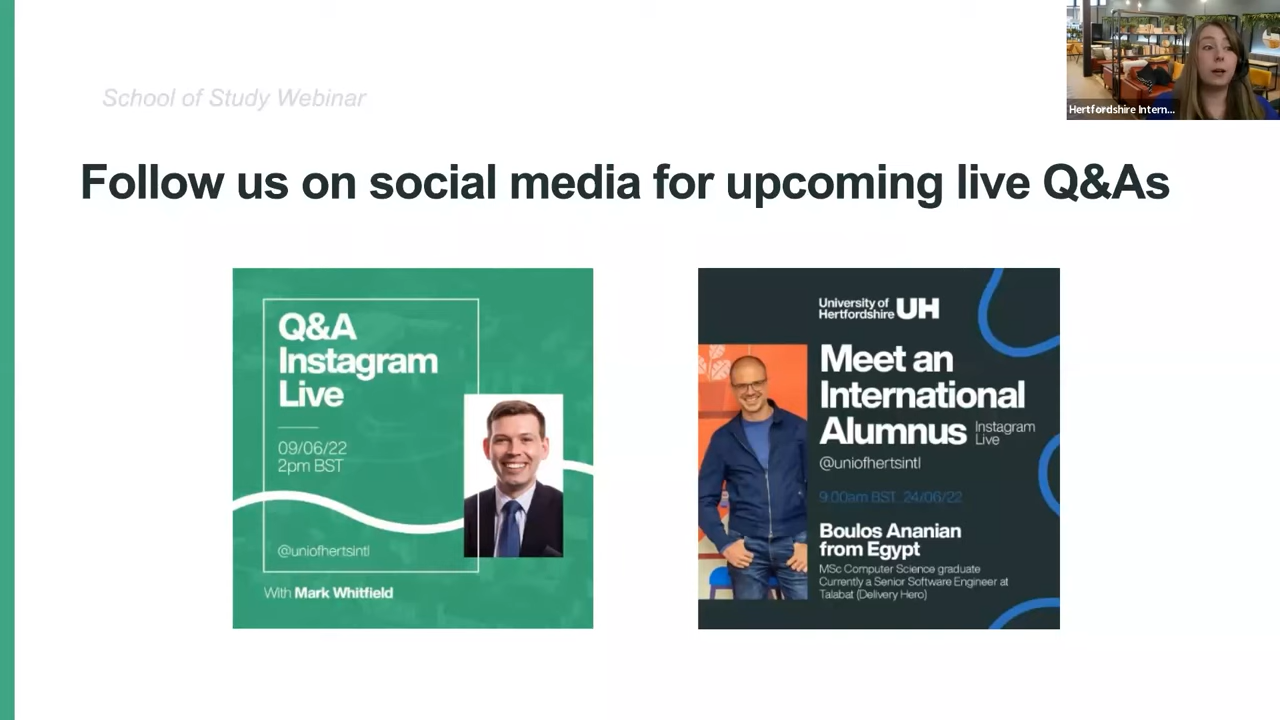 School of Study Webinar
Hertfordshire Intern...
Follow us on social media for upcoming live Q&As
Q&A
Instagram
Live
09/06/22
2pm BST
@uniofhertsintl
With Mark Whitfield
University of
Hertfordshire UH
Meet an
International
Alumnus Instagram
Live
@uniofhertsintl
9.00am BST 24/06/22
Boulos Ananian
from Egypt
MSc Computer Science graduate
Currently a Senior Software Engineer at
Talabat (Delivery Hero)